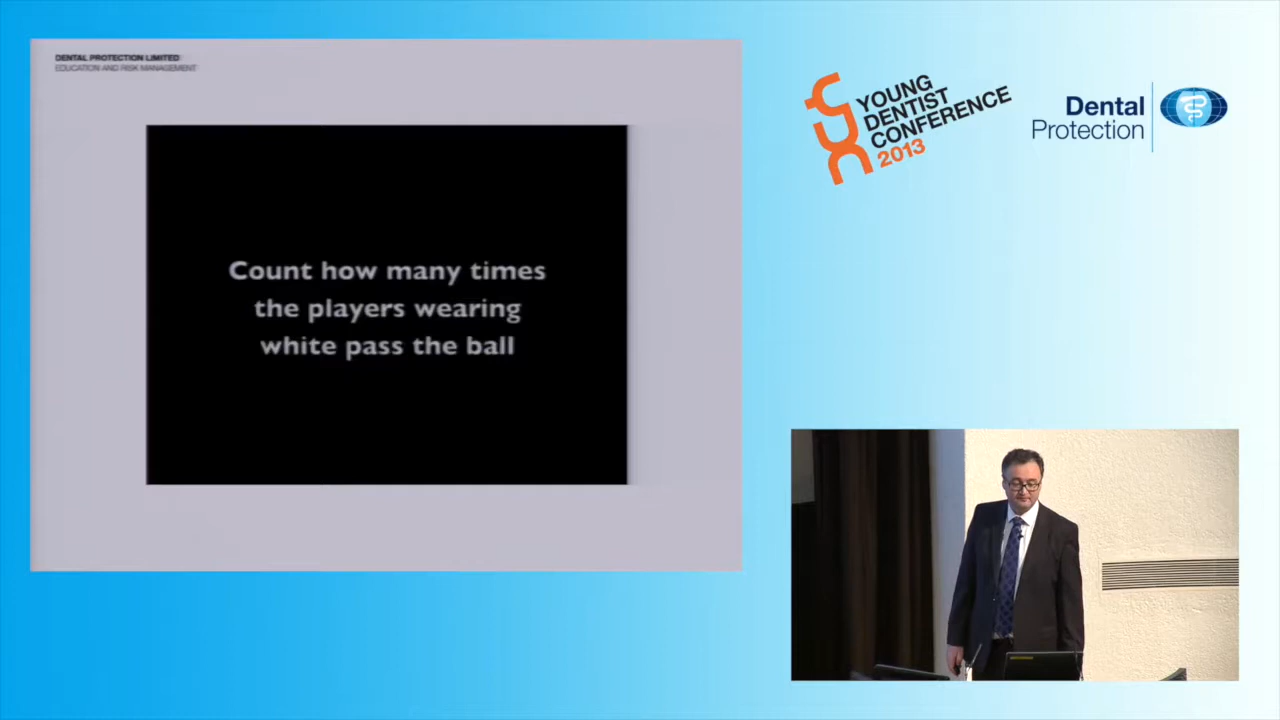 DENTAL PROTECTION LIMITED
EDUCATION AND RISK MANAGEMENT
Count how many times
the players wearing
white pass the ball
YOUNG
DENTIST
CONFERENCE
2013
Dental
Protection